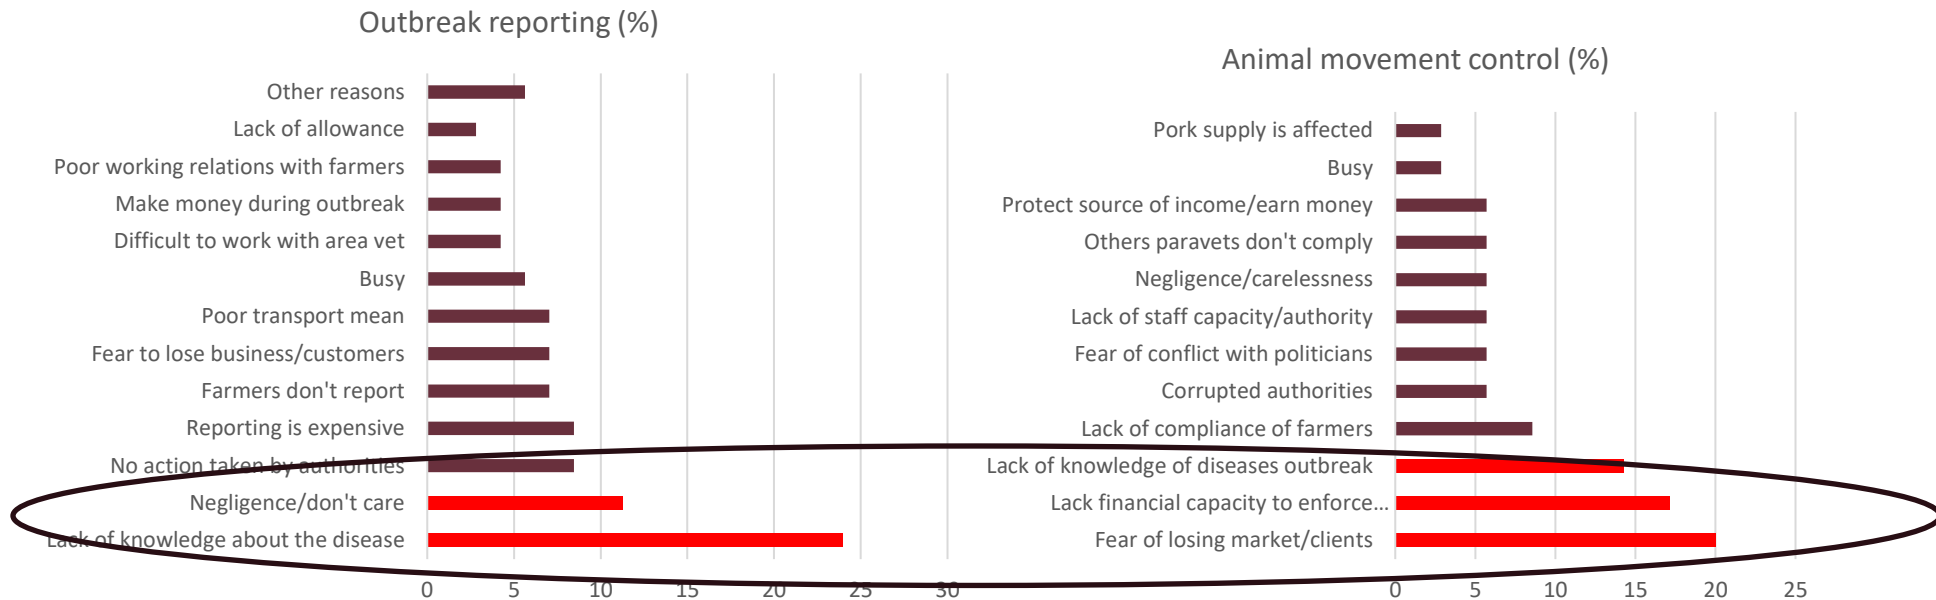 Outbreak reporting (%)
Other reasons
Lack of allowance
Poor working relations with farmers
Make money during outbreak
Difficult to work with area vet
Busy
Poor transport mean
Fear to lose business/customers
Farmers don't report
Reporting is expensive
No action taken by authorities
Negligence/don't care
Lack of knowledge about the disease
0 5 10 15 20 25 30
Animal movement control (%)
Pork supply is affected
Busy
Protect source of income/earn money
Others paravets don't comply
Negligence/carelessness
Lack of staff capacity/authority
Fear of conflict with politicians
Corrupted authorities
Lack of compliance of farmers
Lack of knowledge of diseases outbreak
Lack financial capacity to enforce...
Fear of losing market/clients
0 5 10 15 20 25